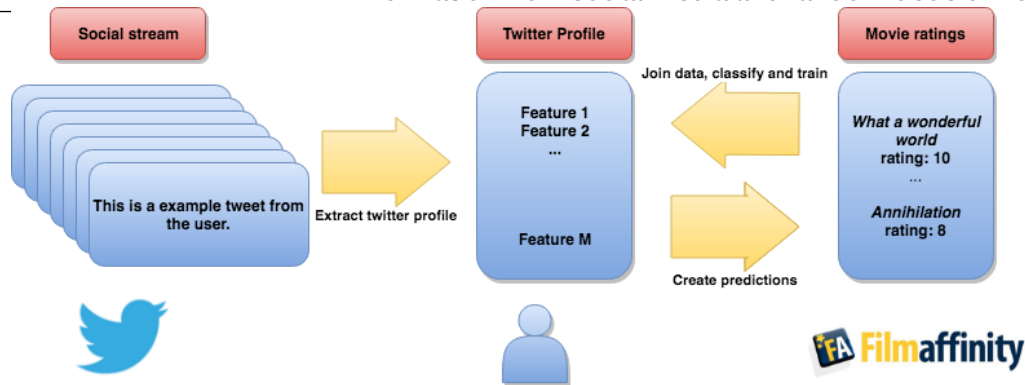 Social stream
Twitter Profile
Movie ratings
This is a example tweet from
the user.
Extract twitter profile
Feature 1
Feature 2
...
Feature M
Join data, classify and train
Create predictions
What a wonderful
world
rating: 10
...
Annihilation
rating: 8
FA Filmaffinity